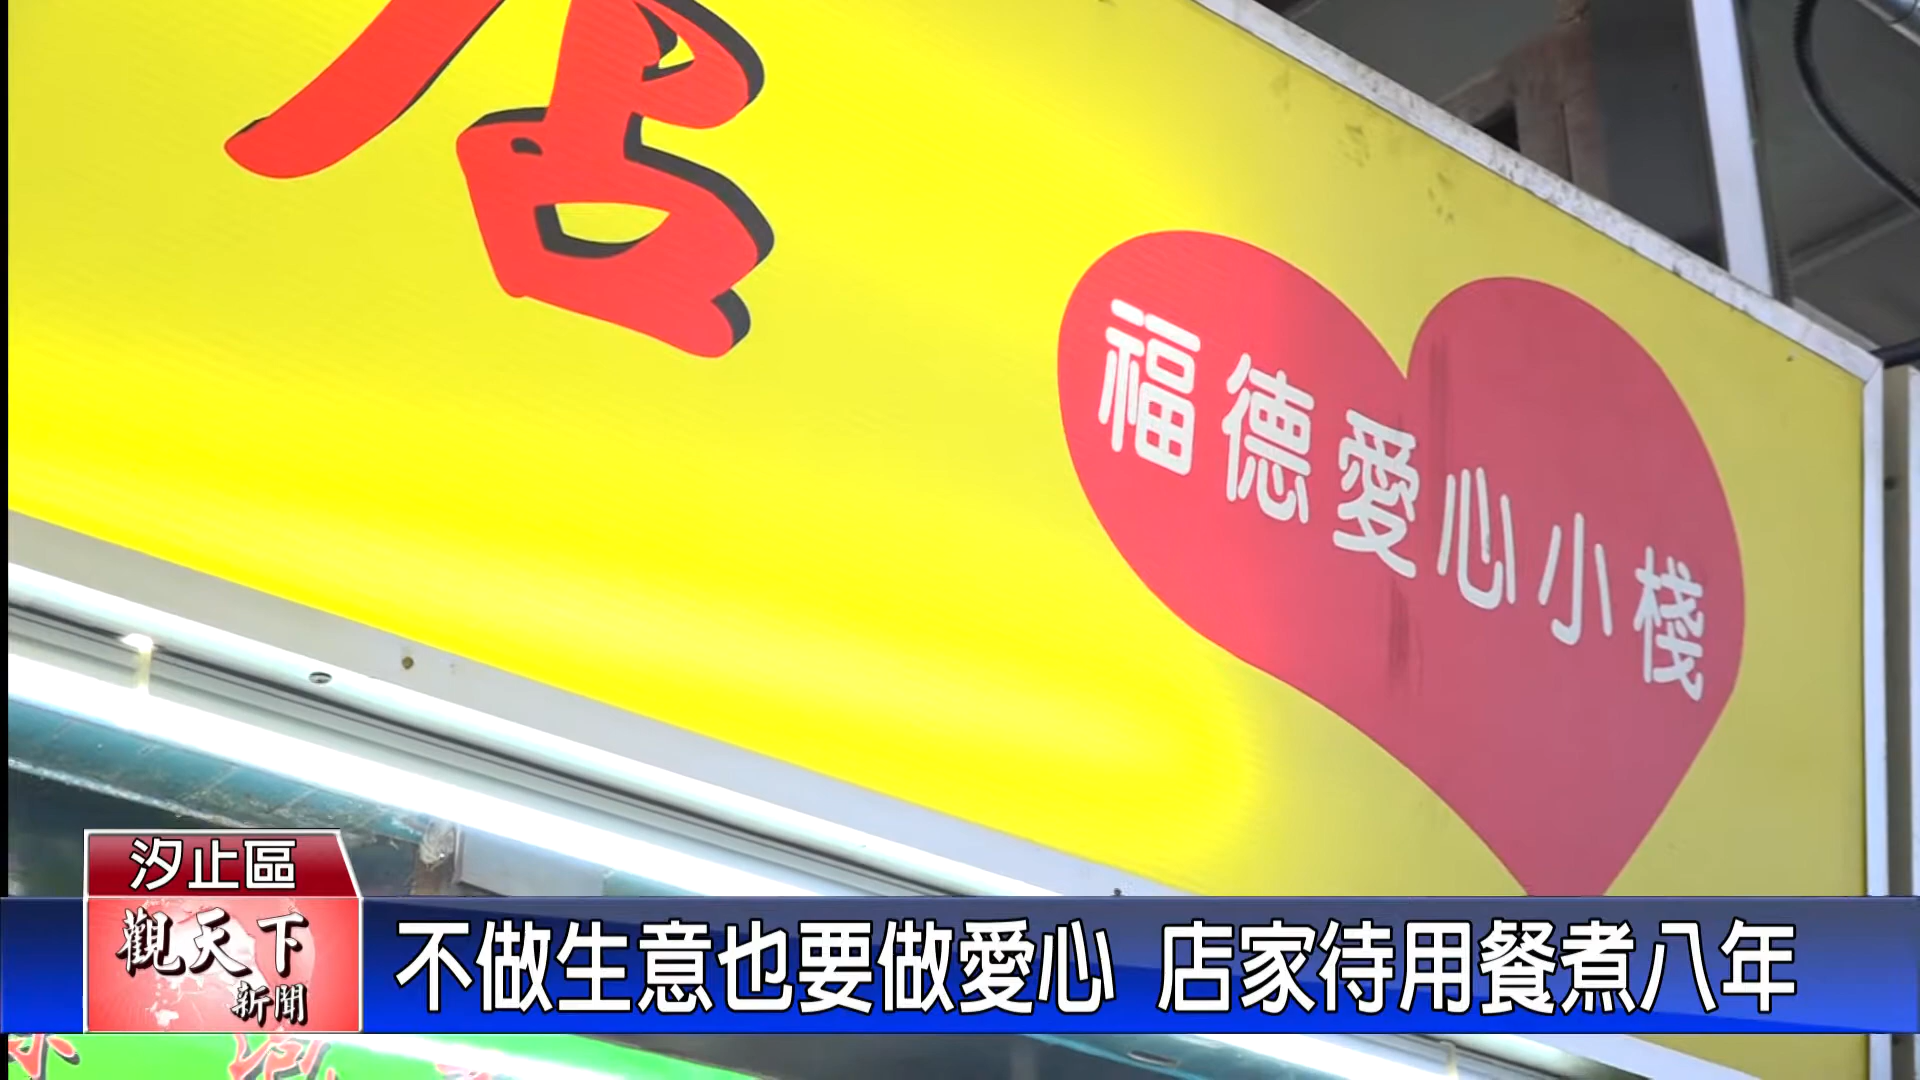 店
福德愛心小棧
汐止區
觀天下
新聞
不做生意也要做愛心 店家待用餐煮八年